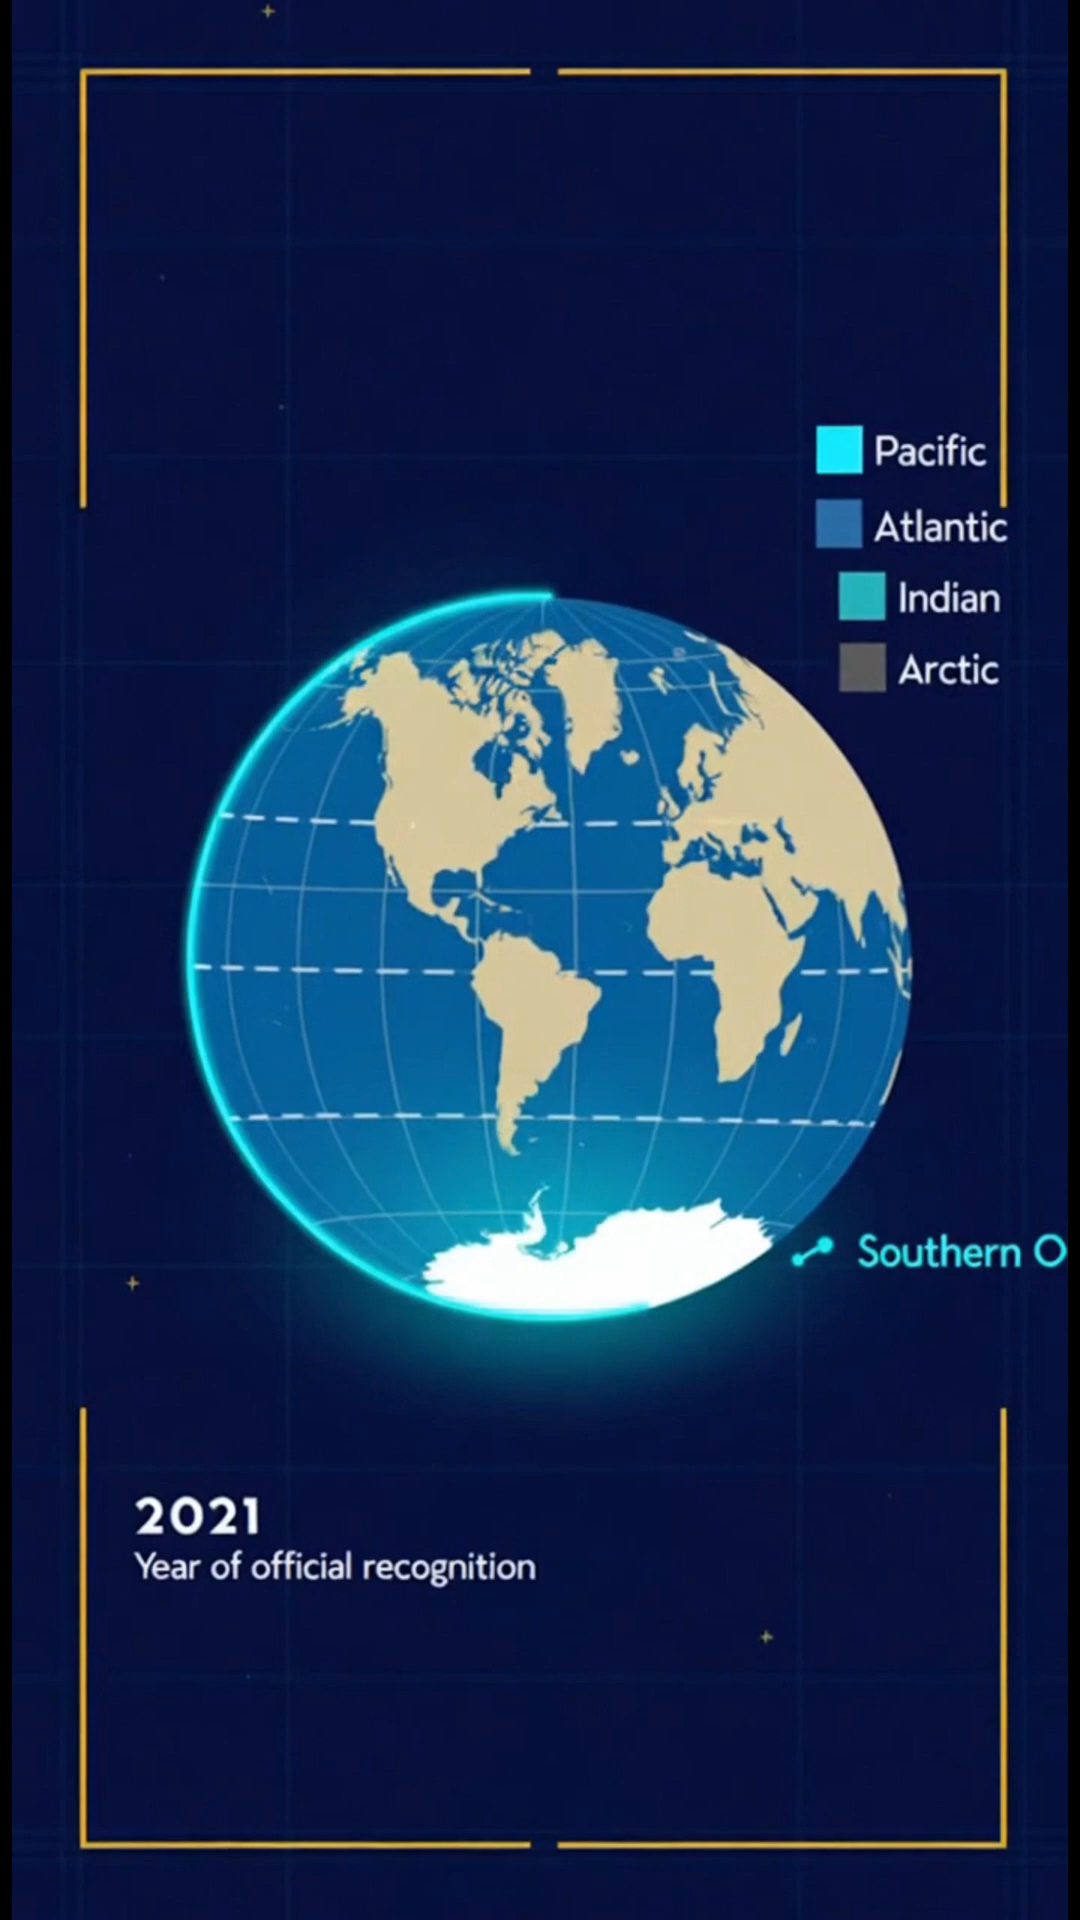 Pacific
Atlantic
Indian
Arctic
Southern O
2021
Year of official recognition